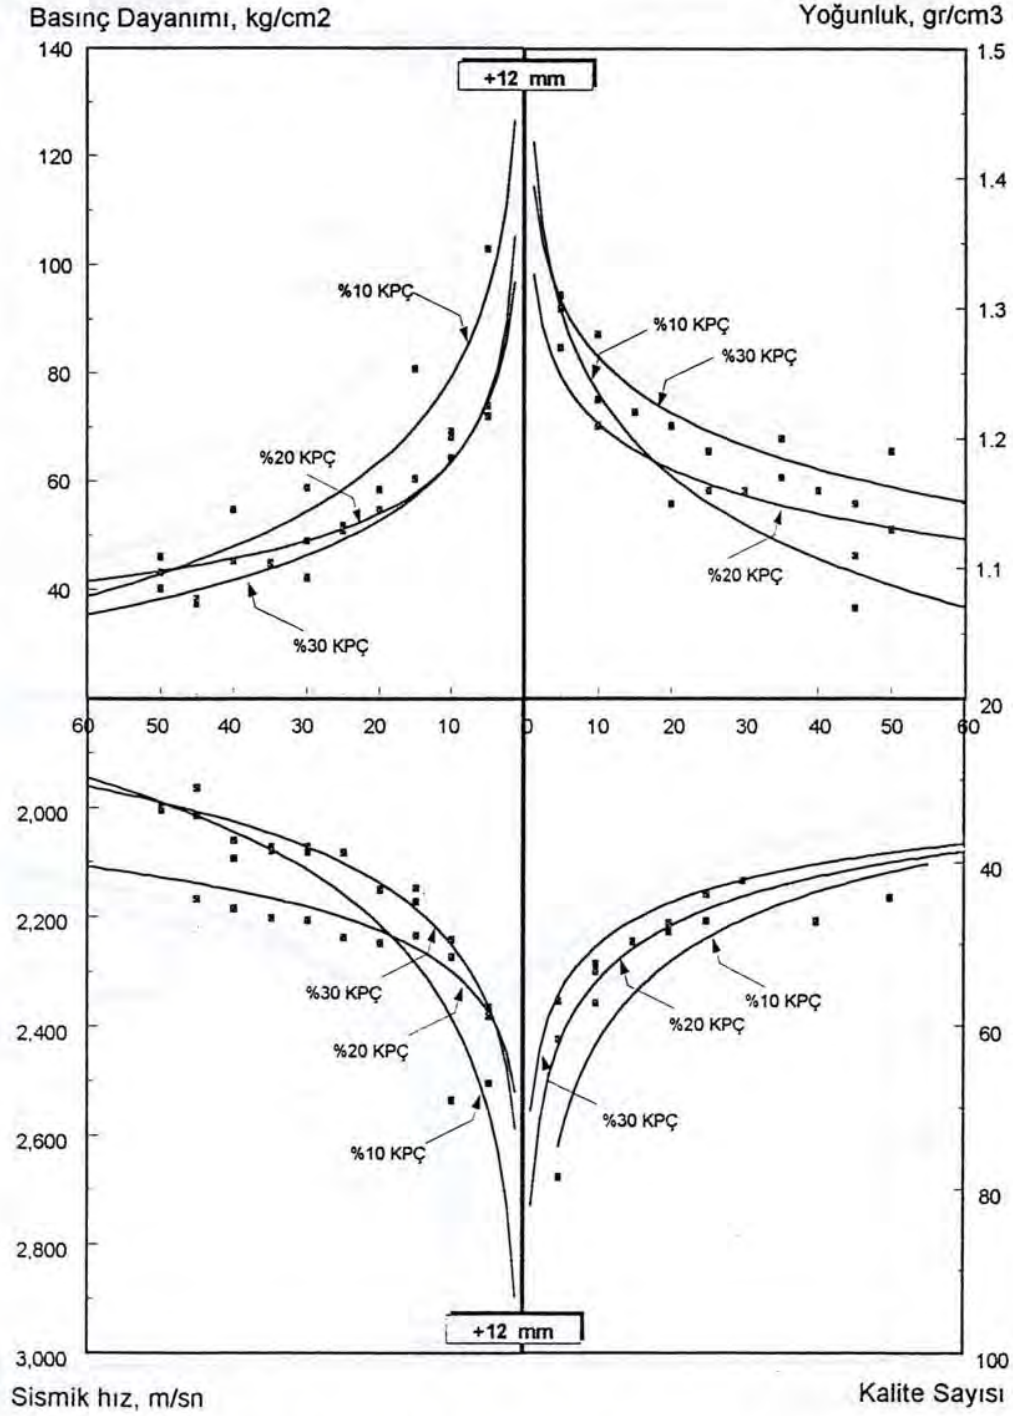 Basınç Dayanımı, kg/cm2
Yoğunluk, gr/cm3
140
1.5
+12 mm
120
1.4
100
%10 KPÇ
1.3
%10 KPÇ
%30 KPÇ
80
%20 KPÇ
1.2
60
%20 KPÇ
1.1
40
%30 KPÇ
20
60 50 40 30 20 10 0 10 20 30 40 50 60
2,000
40
2,200
%30 KPÇ
%10 KPÇ
%20 KPÇ
60
2,400
%20 KPÇ
%30 KPÇ
2,600
%10 KPÇ
80
2,800
+12 mm
3,000
100
Sismik hız, m/sn
Kalite Sayısı